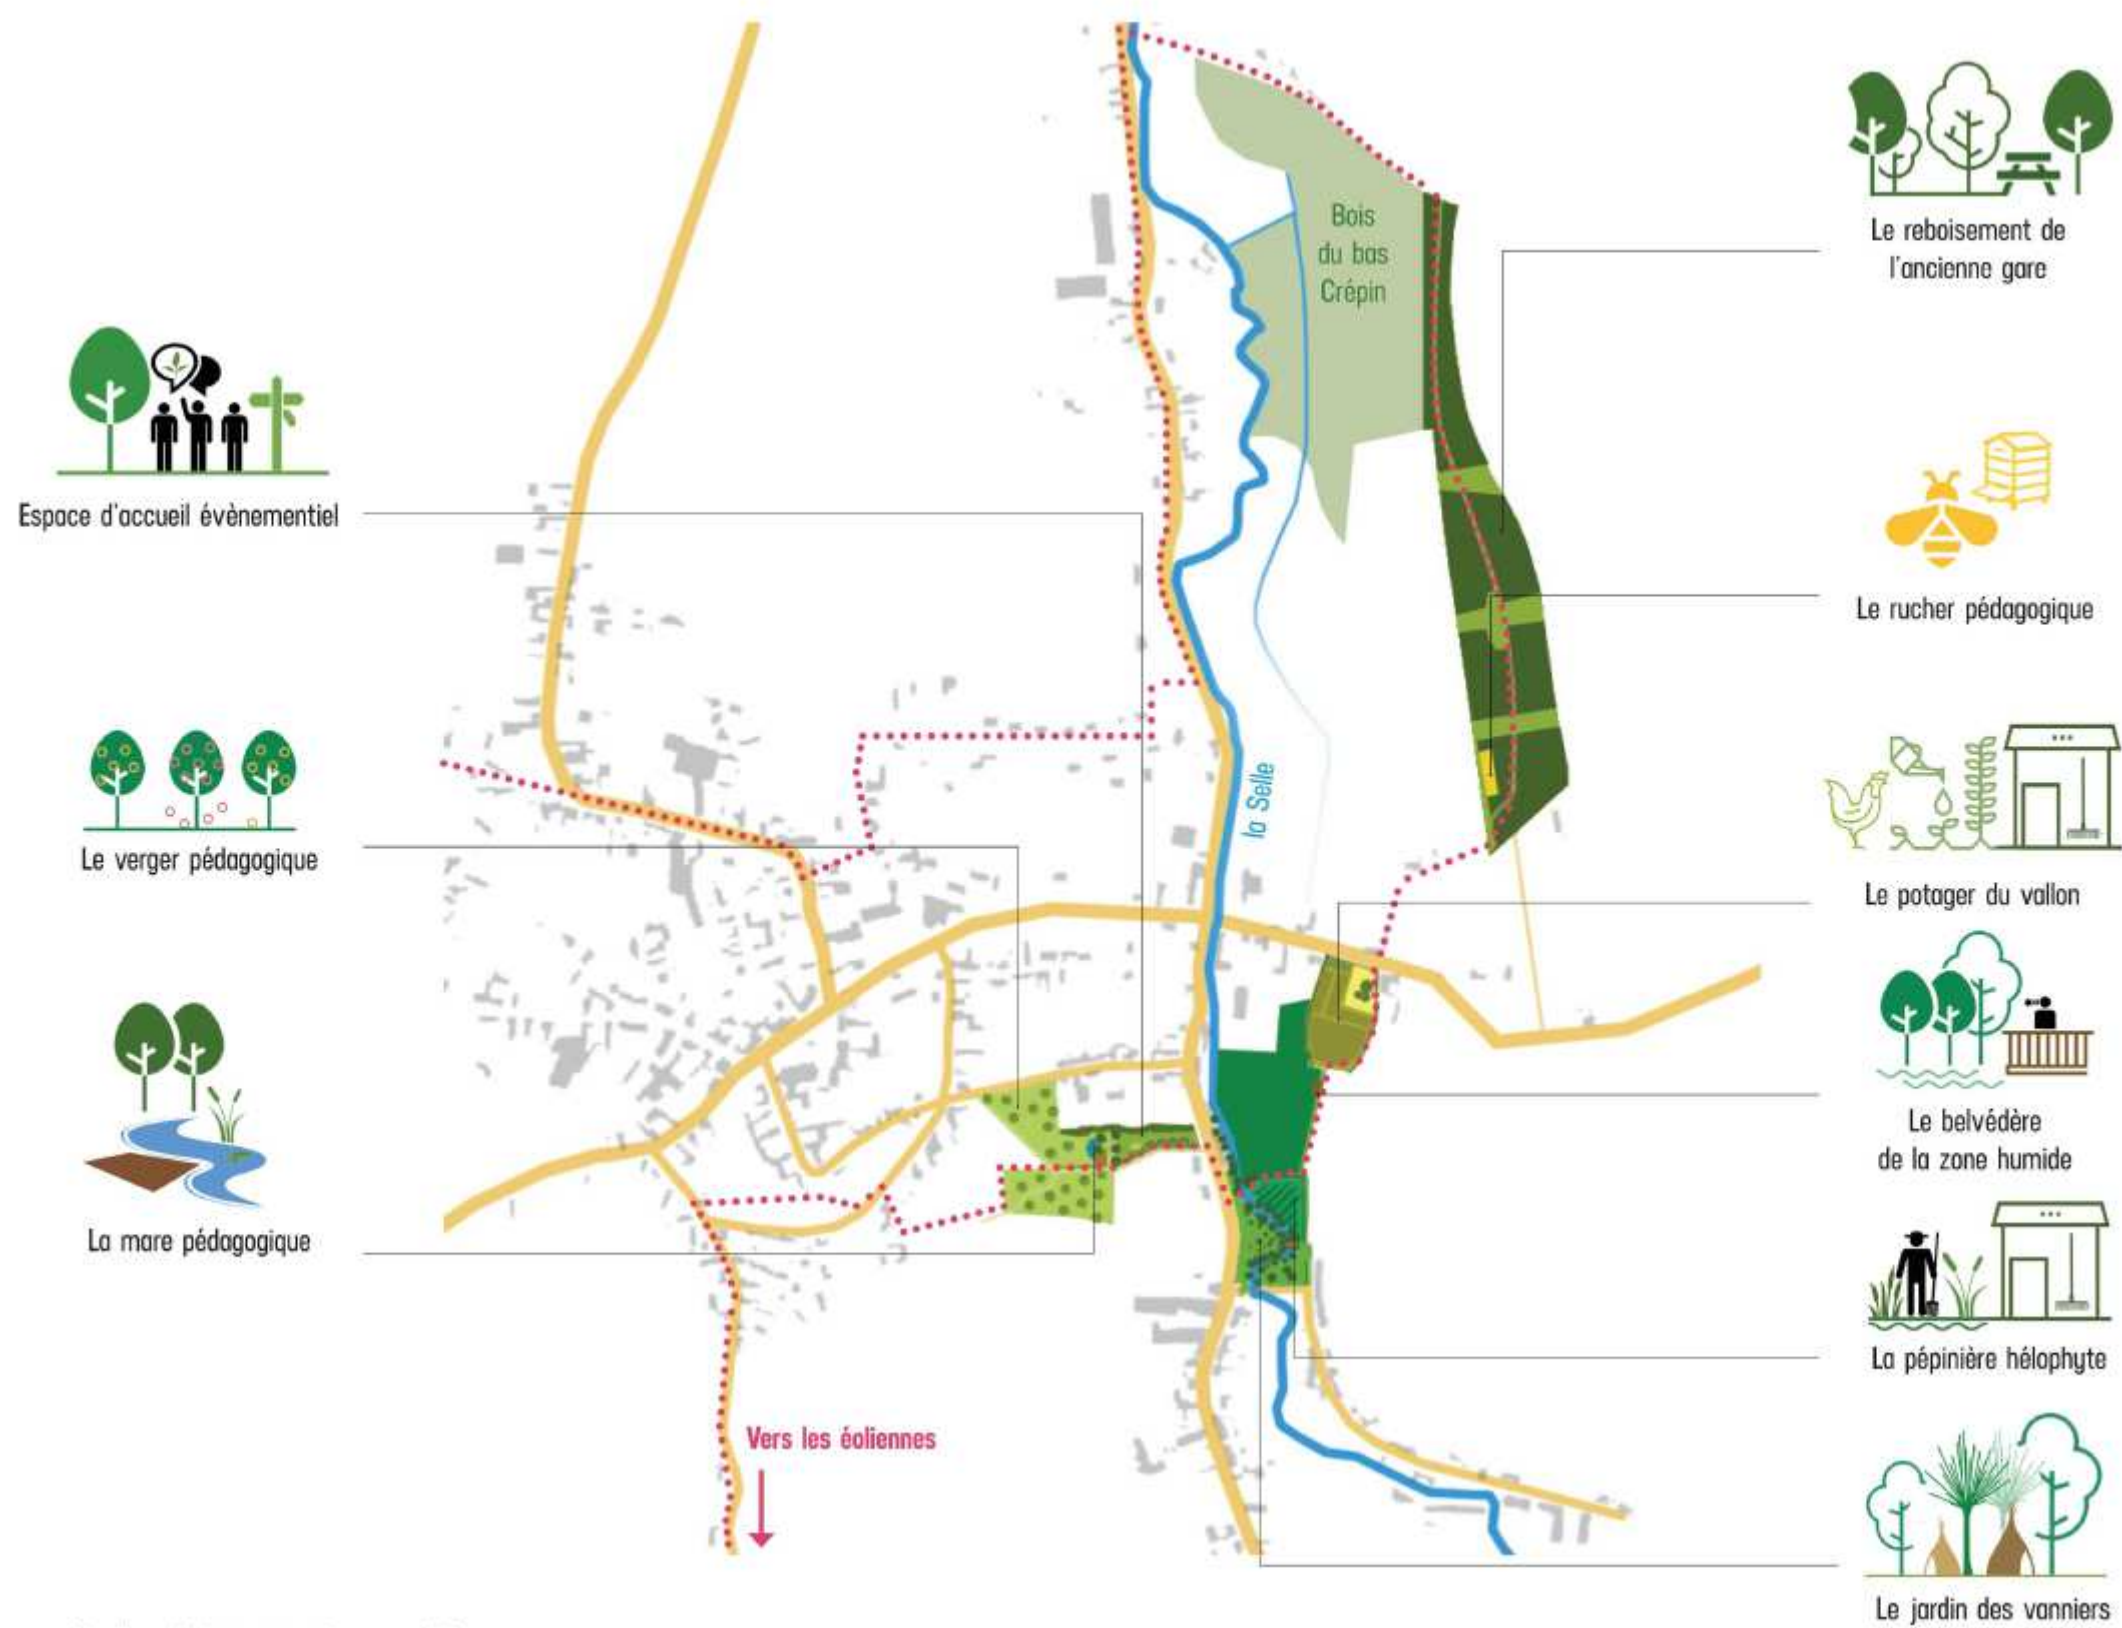 Bois
du bas
Crépin
Le reboisement de
l'ancienne gare
Espace d'accueil évènementiel
Le rucher pédagogique
la Selle
Le verger pédagogique
Le potager du vallon
Le belvédère
de la zone humide
La mare pédagogique
La pépinière hélophyte
Vers les éoliennes
Le jardin des vanniers